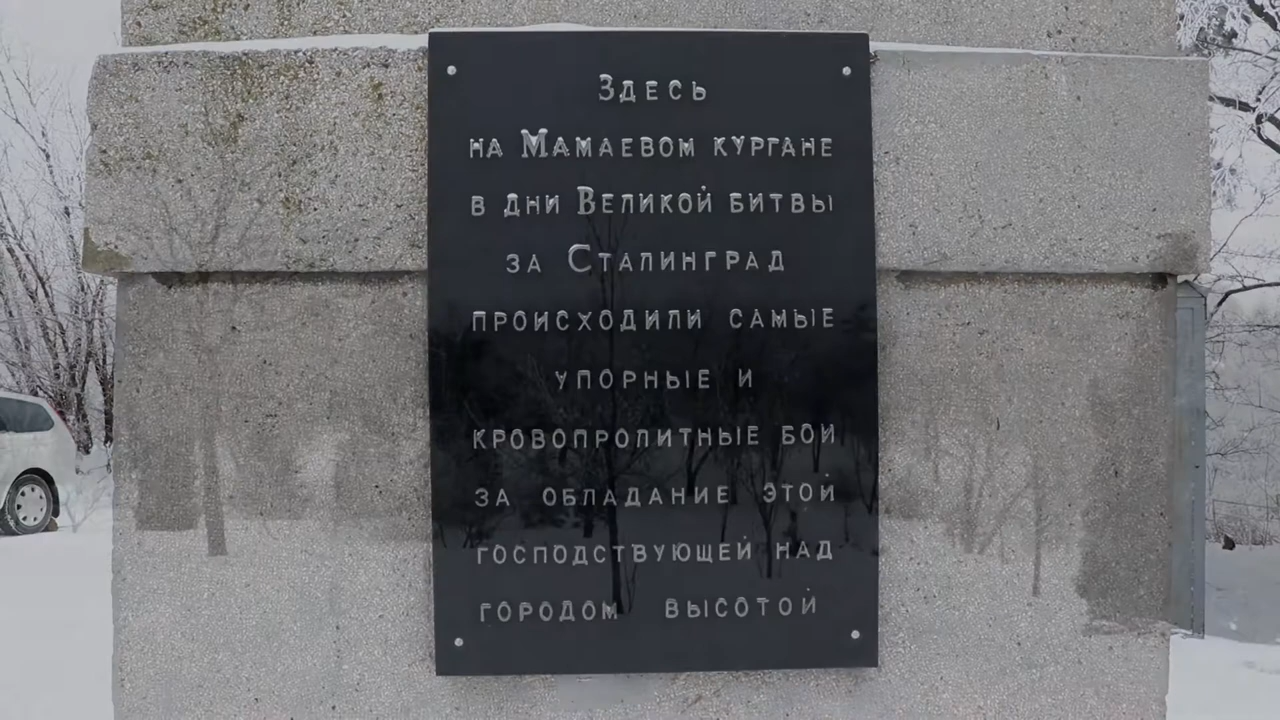 Здесь
на Мамаевом кургане
в дни Великой битвы
за Сталинград
происходили самые
упорные и
кровопролитные бои
за обладание этой
господствующей над
городом высотой